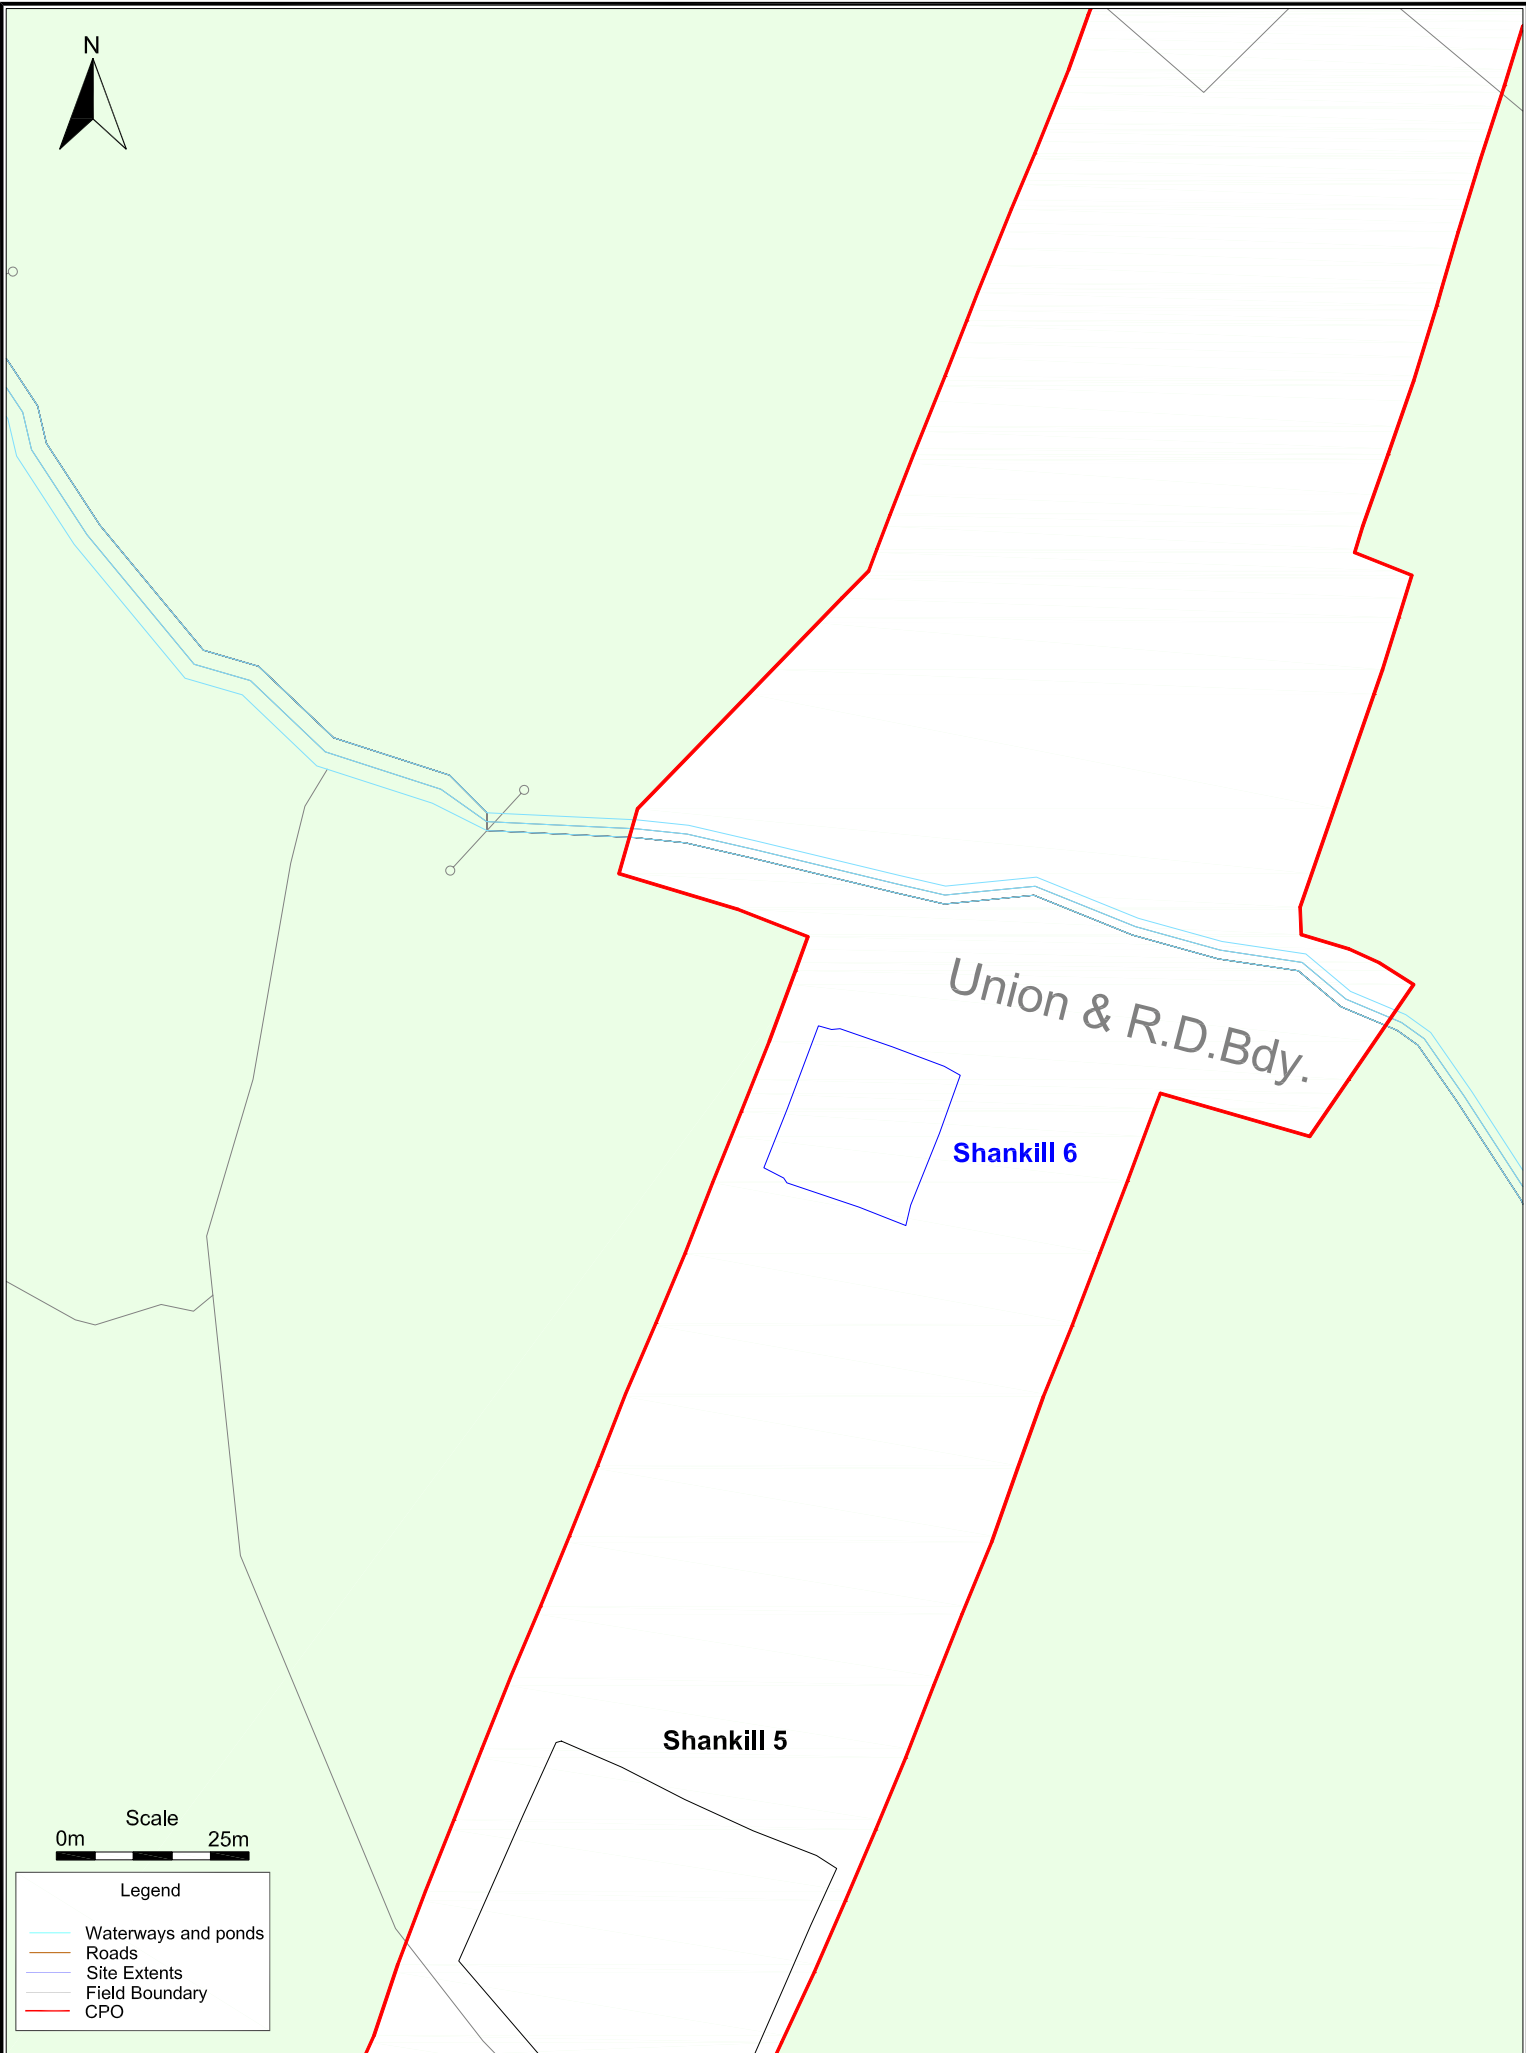 N
Union & R.D.Bdy.
Shankill 6
Shankill 5
Scale
0m 25m
Legend
Waterways and ponds
Roads
Site Extents
Field Boundary
CPO